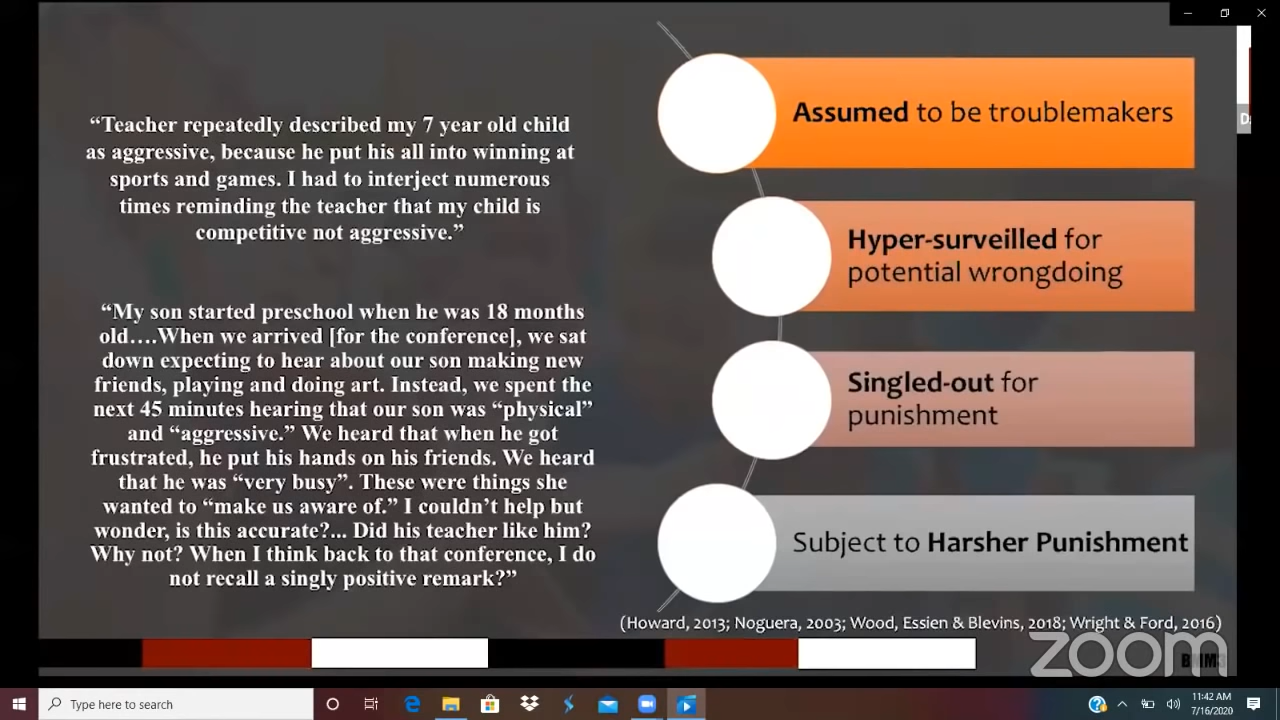 “Teacher repeatedly described my 7 year old child
as aggressive, because he put his all into winning at
sports and games. I had to interject numerous
times reminding the teacher that my child is
competitive not aggressive.”
“My son started preschool when he was 18 months
old….When we arrived [for the conference], we sat
down expecting to hear about our son making new
friends, playing and doing art. Instead, we spent the
next 45 minutes hearing that our son was “physical”
and “aggressive.” We heard that when he got
frustrated, he put his hands on his friends. We heard
that he was “very busy”. These were things she
wanted to “make us aware of.” I couldn’t help but
wonder, is this accurate?... Did his teacher like him?
Why not? When I think back to that conference, I do
not recall a singly positive remark?”
Assumed to be troublemakers
Hyper-surveilled for
potential wrongdoing
Singled-out for
punishment
Subject to Harsher Punishment
(Howard, 2013; Noguera, 2003; Wood, Essien & Blevins, 2018; Wright & Ford, 2016)
zoom
Type here to search
11:42 AM
7/16/2020